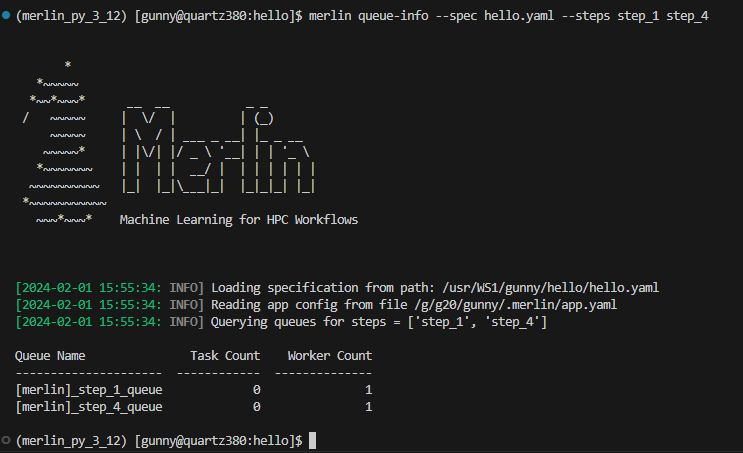 (merlin_py_3_12) [gunny@quartz380:hello]$ merlin queue-info --spec hello.yaml --steps step_1 step_4
Merlin
Machine Learning for HPC Workflows
[2024-02-01 15:55:34: INFO] Loading specification from path: /usr/WS1/gunny/hello/hello.yaml
[2024-02-01 15:55:34: INFO] Reading app config from file /g/g20/gunny/.merlin/app.yaml
[2024-02-01 15:55:34: INFO] Querying queues for steps = ['step_1', 'step_4']
Queue Name Task Count Worker Count
--------------------- ------------ --------------
[merlin]_step_1_queue 0 1
[merlin]_step_4_queue 0 1
(merlin_py_3_12) [gunny@quartz380:hello]$